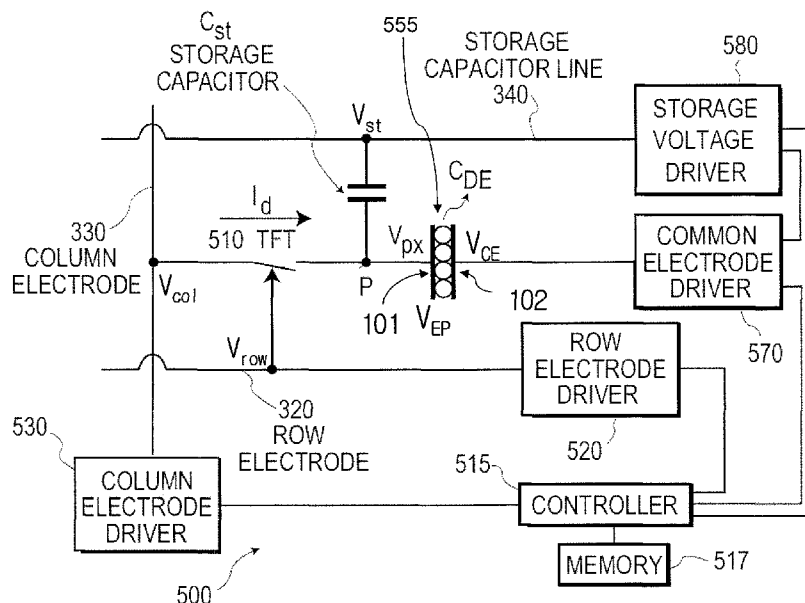 C_st
STORAGE
CAPACITOR
555
STORAGE
CAPACITOR LINE
340
580
STORAGE
VOLTAGE
DRIVER
V_st
C_DE
330
COLUMN
ELECTRODE
I_d
510 TFT
V_px
V_CE
COMMON
ELECTRODE
DRIVER
V_col
P
101
V_EP
102
570
V_row
ROW
ELECTRODE
DRIVER
320
ROW
ELECTRODE
520
530
COLUMN
ELECTRODE
DRIVER
515
CONTROLLER
MEMORY
517
500